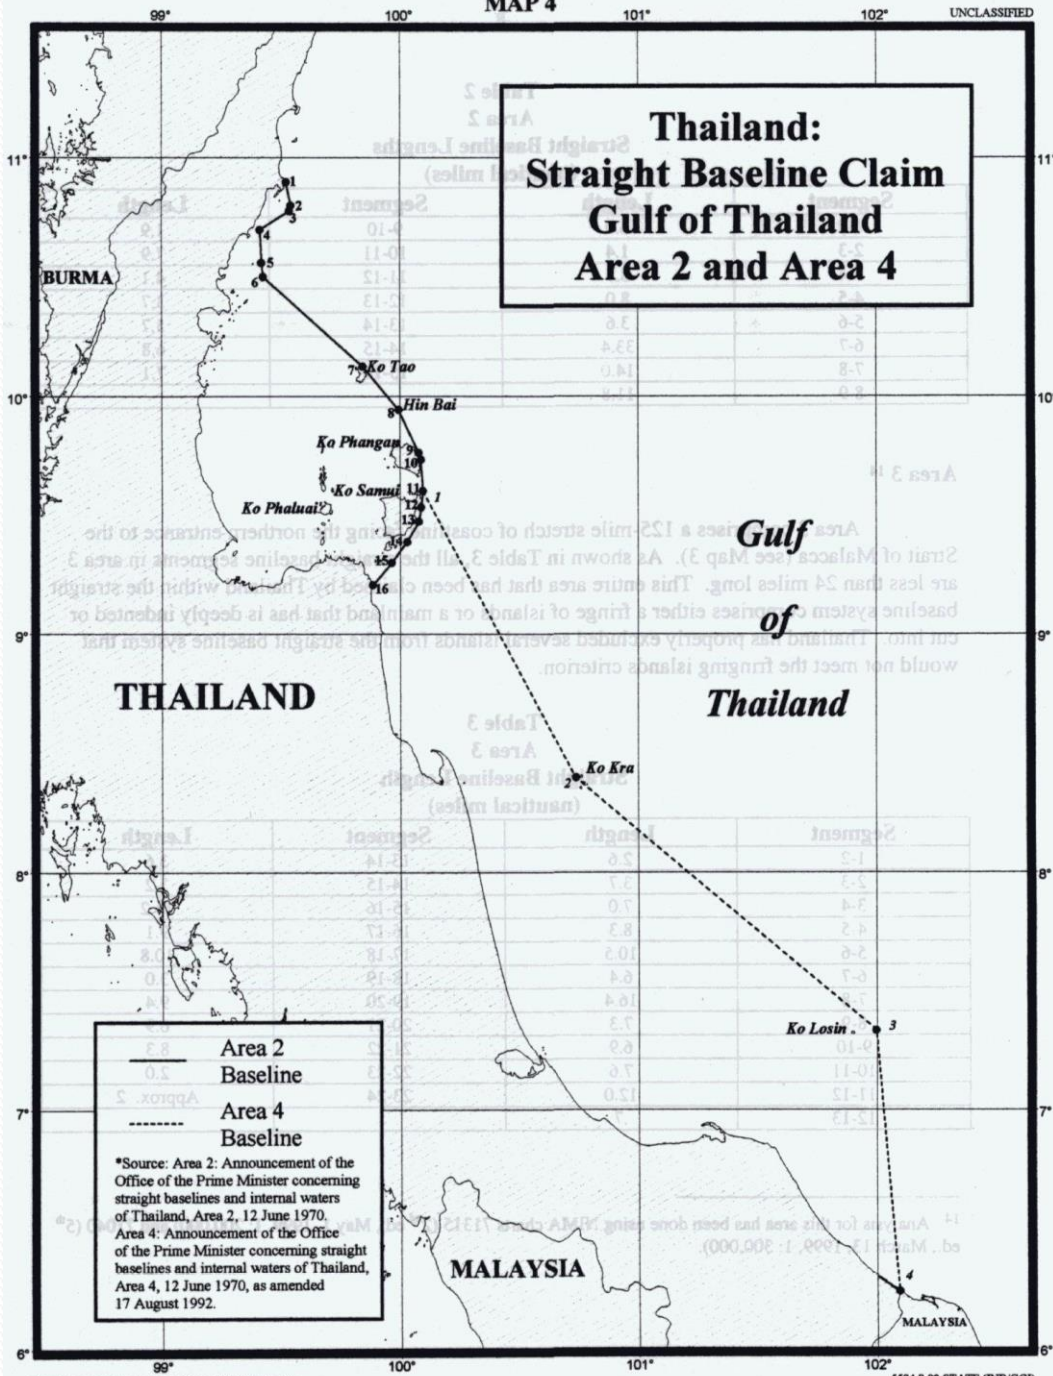 MAP 4
UNCLASSIFIED
99°
100°
101°
102°
Thailand:
Straight Baseline Claim
Gulf of Thailand
Area 2 and Area 4
11°
11°
1
2
3
4
5
6
BURMA
7
Ko Tao
10°
10°
8
Hin Bai
Ko Phangan
9
10
Ko Samui
11
1
Ko Phaluai
12
13
14
15
16
Gulf
of
Thailand
9°
9°
THAILAND
Ko Kra
2
8°
8°
Ko Losin
3
7°
7°
Area 2
Baseline
Area 4
Baseline
*Source: Area 2: Announcement of the
Office of the Prime Minister concerning
straight baselines and internal waters
of Thailand, Area 2, 12 June 1970.
Area 4: Announcement of the Office
of the Prime Minister concerning straight
baselines and internal waters of Thailand,
Area 4, 12 June 1970, as amended
17 August 1992.
MALAYSIA
4
MALAYSIA
6°
6°
99°
100°
101°
102°